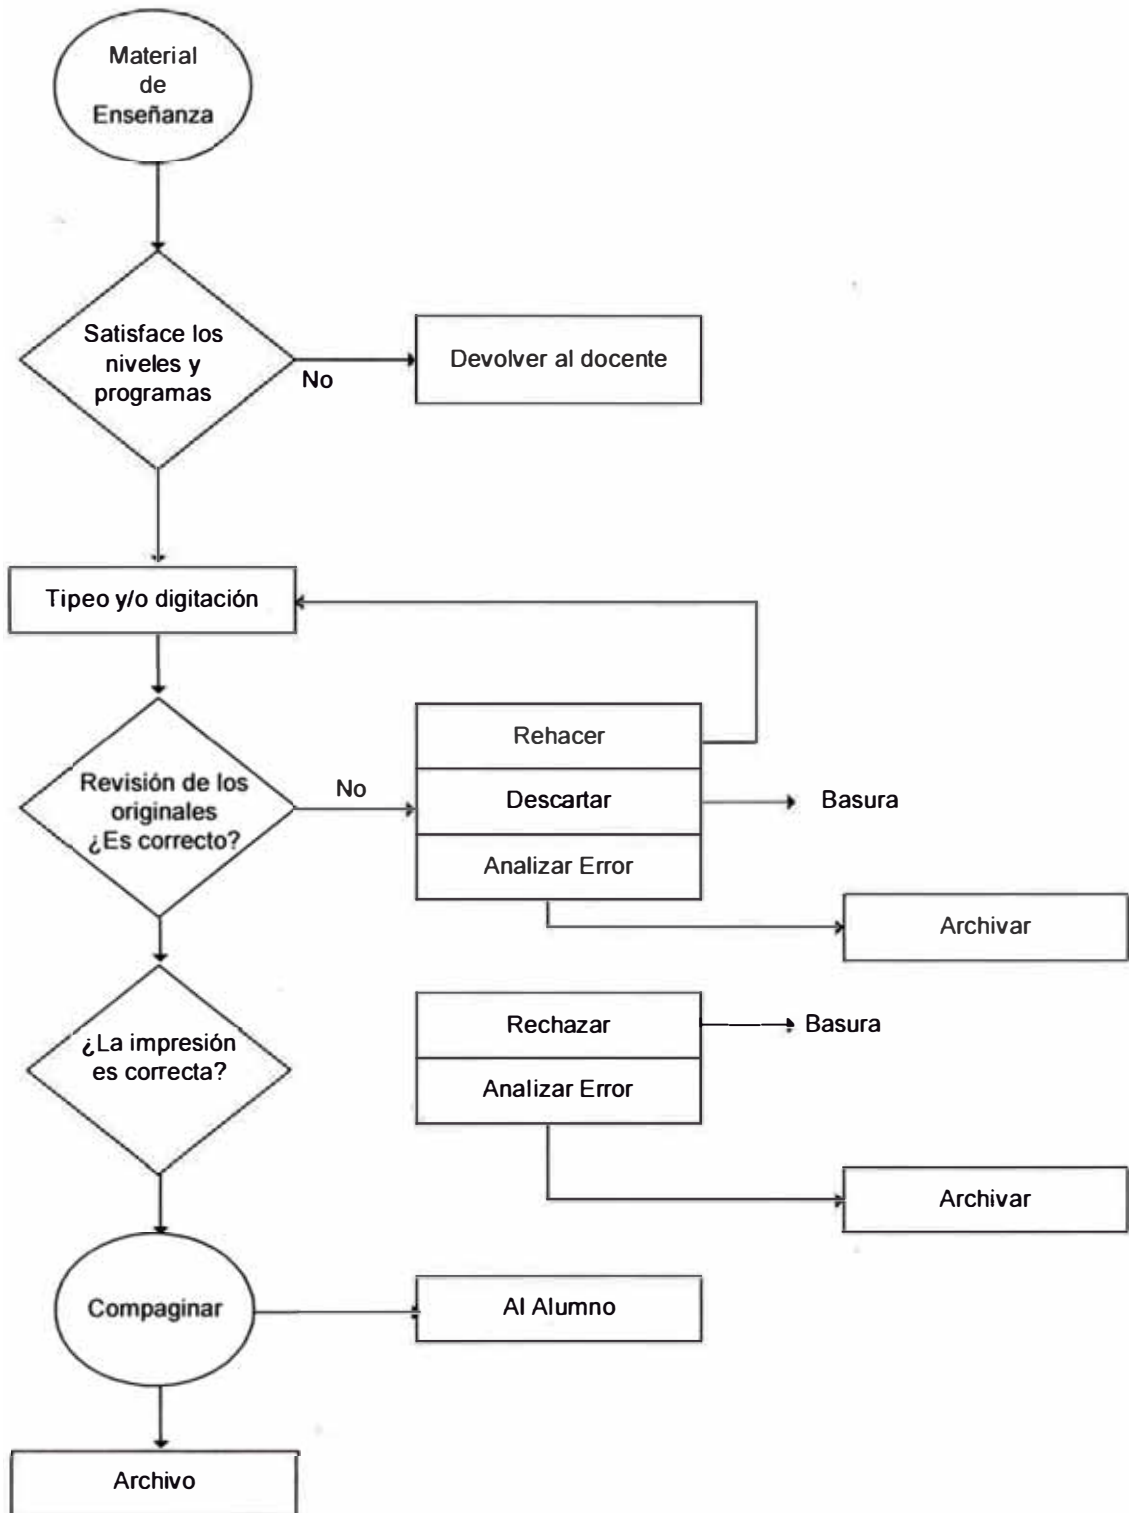 Material
de
Enseñanza
Satisface los
niveles y
programas
No
Devolver al docente
Tipeo y/o digitación
Revisión de los
originales
¿Es correcto?
No
Rehacer
Descartar
Basura
Analizar Error
Archivar
¿La impresión
es correcta?
Rechazar
Basura
Analizar Error
Archivar
Compaginar
Al Alumno
Archivo